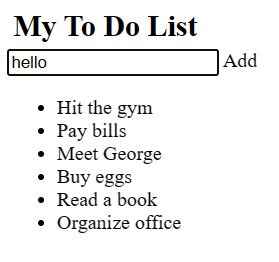 My To Do List
hello Add
Hit the gym
Pay bills
Meet George
Buy eggs
Read a book
Organize office